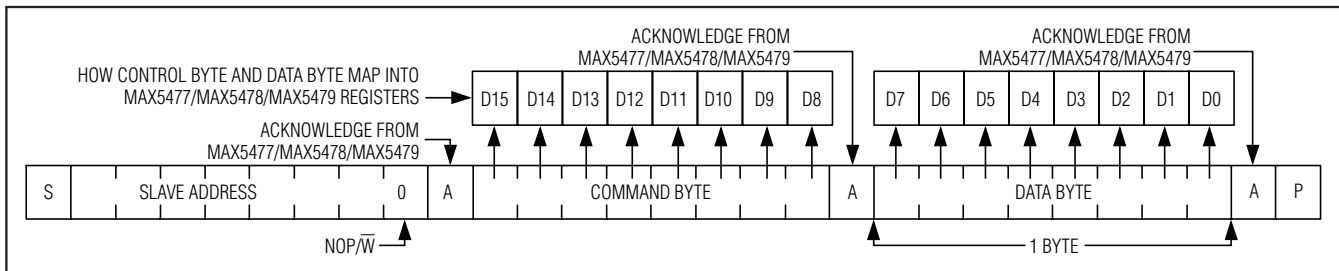 ACKNOWLEDGE FROM
MAX5477/MAX5478/MAX5479
ACKNOWLEDGE FROM
MAX5477/MAX5478/MAX5479
HOW CONTROL BYTE AND DATA BYTE MAP INTO
MAX5477/MAX5478/MAX5479 REGISTERS
D15 D14 D13 D12 D11 D10 D9 D8 D7 D6 D5 D4 D3 D2 D1 D0
ACKNOWLEDGE FROM
MAX5477/MAX5478/MAX5479
S SLAVE ADDRESS 0 A COMMAND BYTE A DATA BYTE A P
NOP/W̅ 1 BYTE